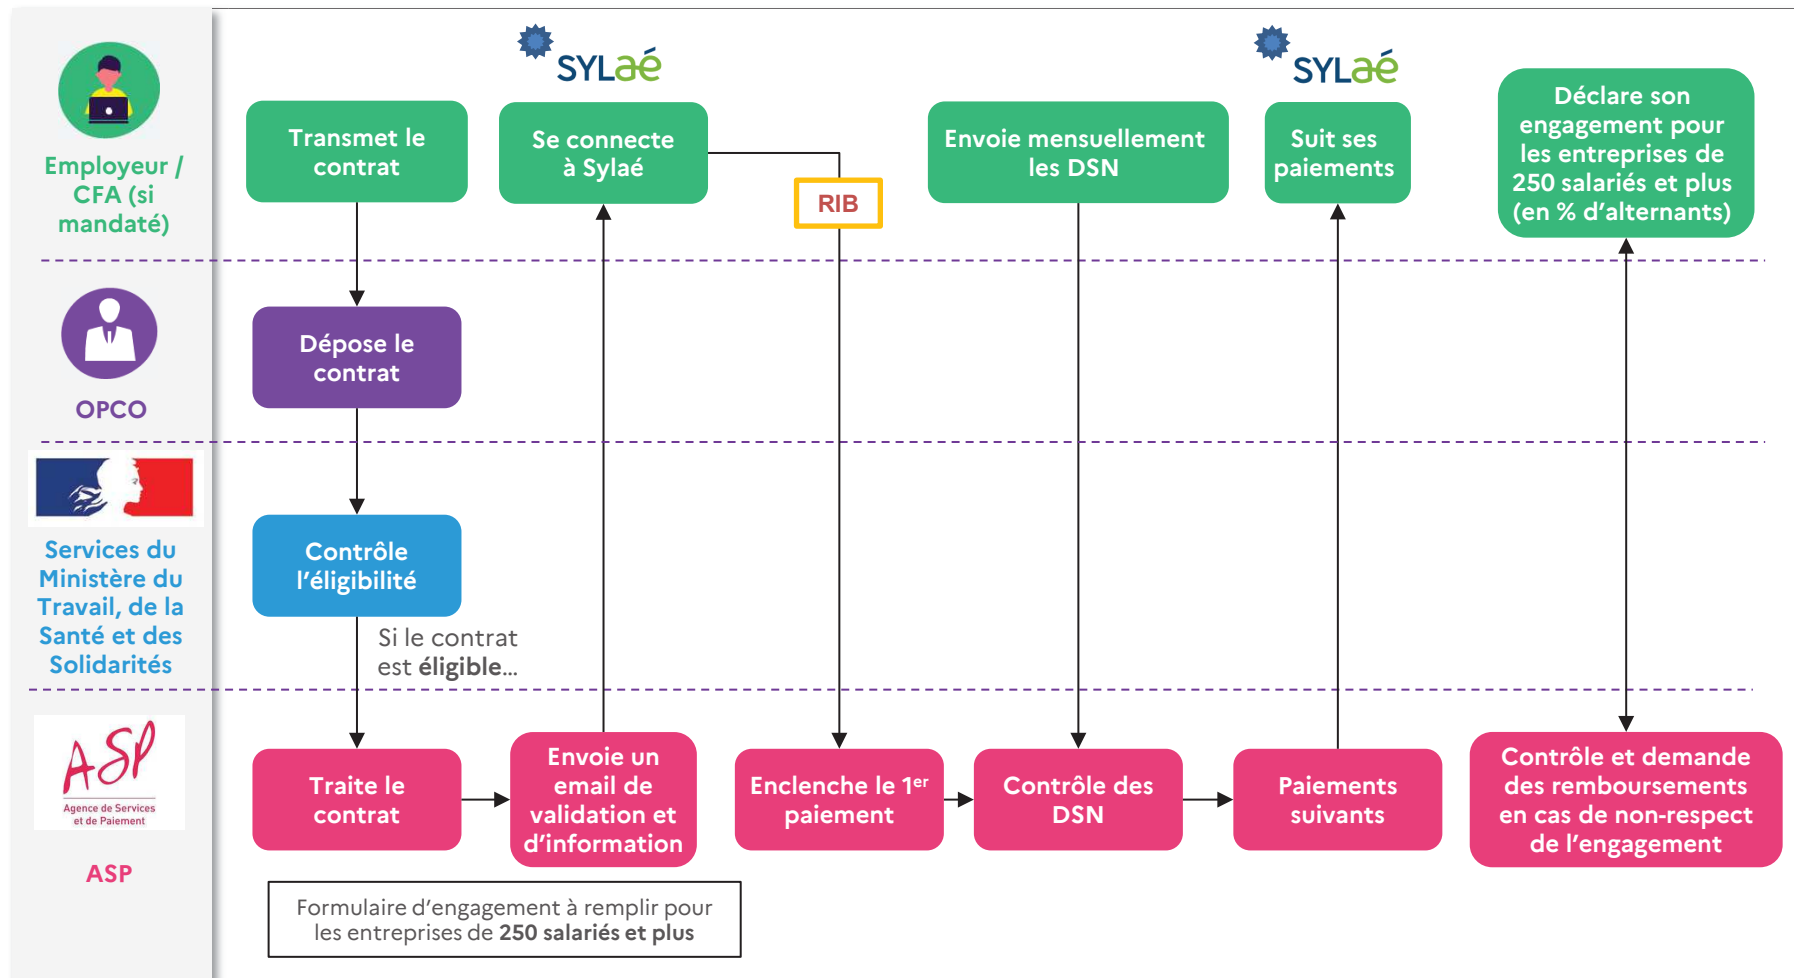 SYLaé
SYLaé
Employeur /
CFA (si
mandaté)
Transmet le
contrat
Se connecte
à Sylaé
RIB
Envoie mensuellement
les DSN
Suit ses
paiements
Déclare son
engagement pour
les entreprises de
250 salariés et plus
(en % d’alternants)
OPCO
Dépose le
contrat
Services du
Ministère du
Travail, de la
Santé et des
Solidarités
Contrôle
l’éligibilité
Si le contrat
est éligible...
ASP
Agence de Services
et de Paiement
ASP
Traite le
contrat
Envoie un
email de
validation et
d’information
Enclenche le 1er
paiement
Contrôle des
DSN
Paiements
suivants
Contrôle et demande
des remboursements
en cas de non-respect
de l’engagement
Formulaire d’engagement à remplir pour
les entreprises de 250 salariés et plus